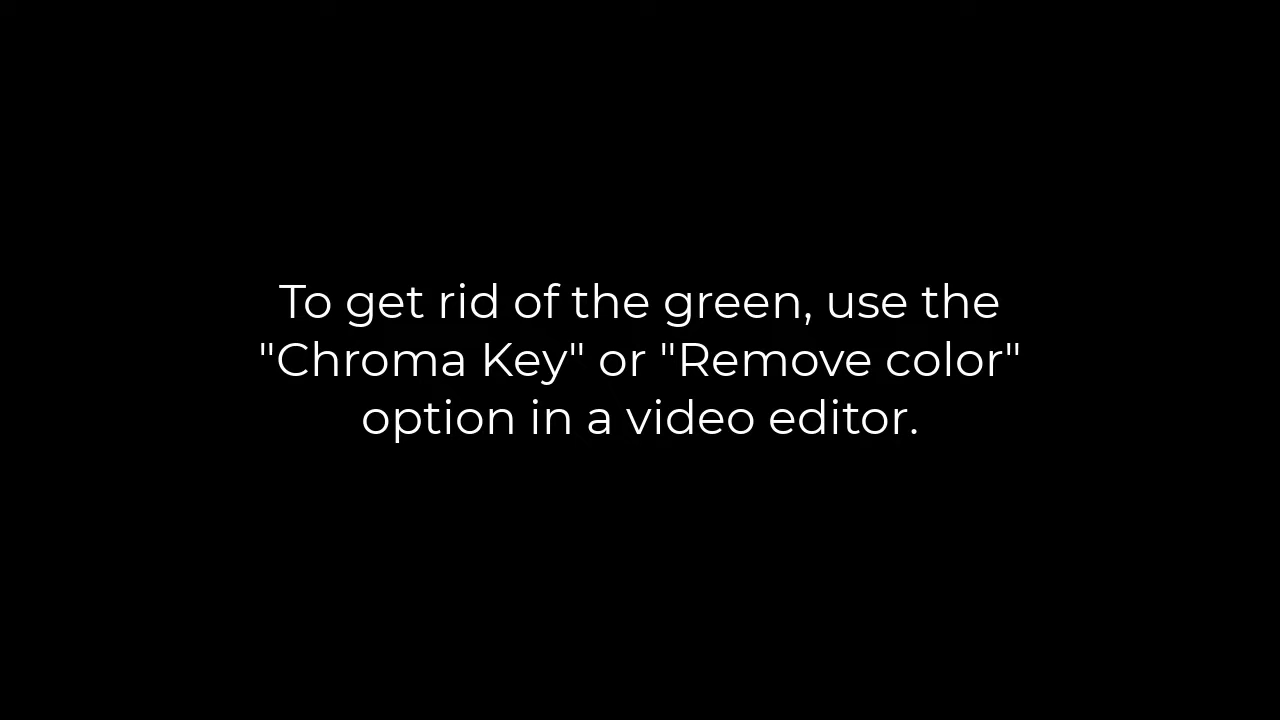 To get rid of the green, use the
"Chroma Key" or "Remove color"
option in a video editor.